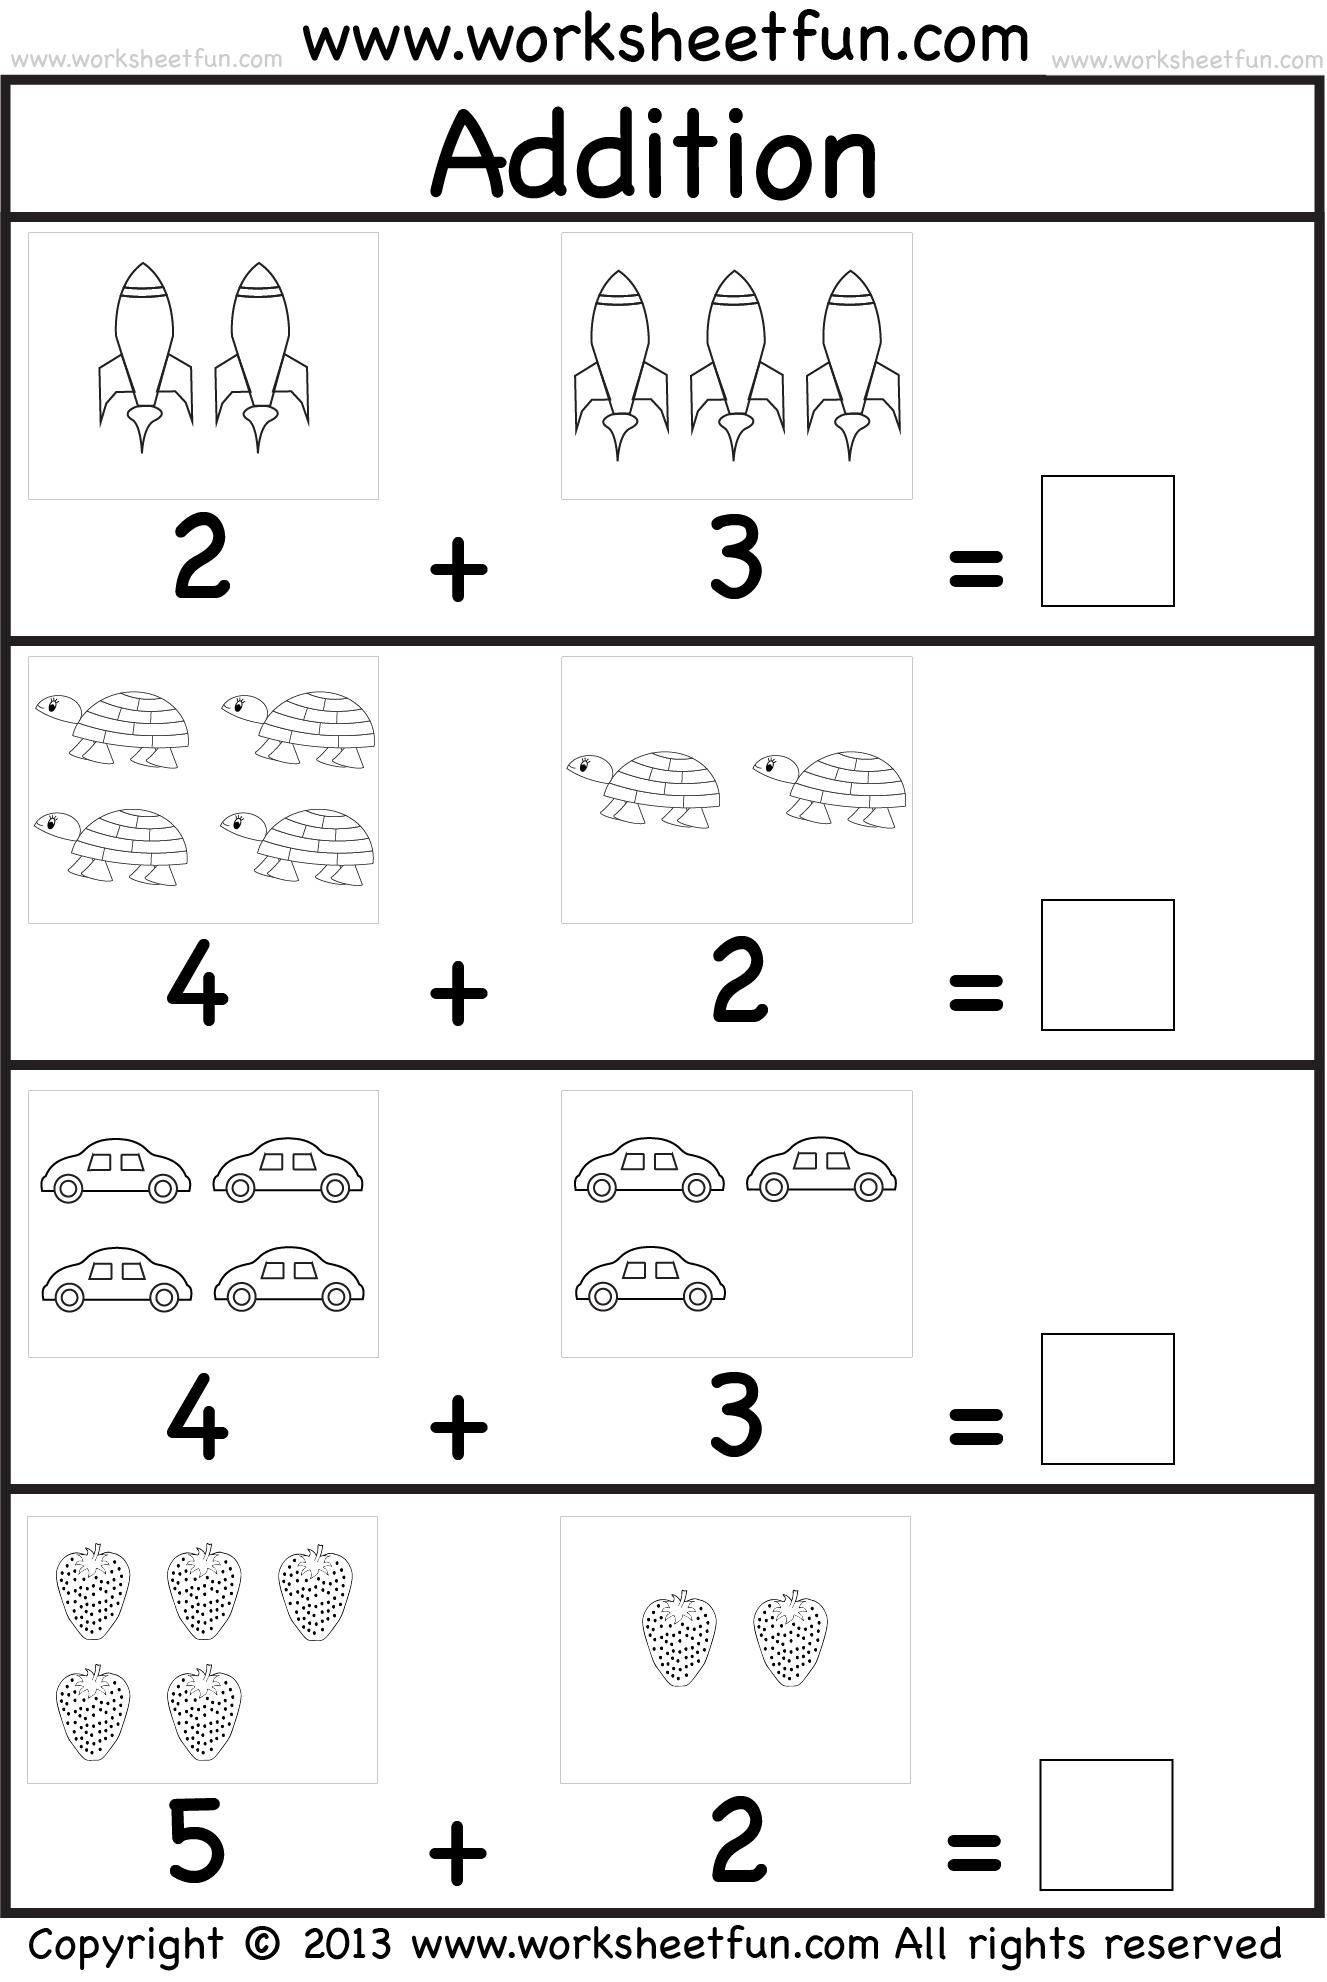 www.worksheetfun.com www.worksheetfun.com www.worksheetfun.com
Addition
2 + 3 =
4 + 2 =
4 + 3 =
5 + 2 =
Copyright © 2013 www.worksheetfun.com All rights reserved